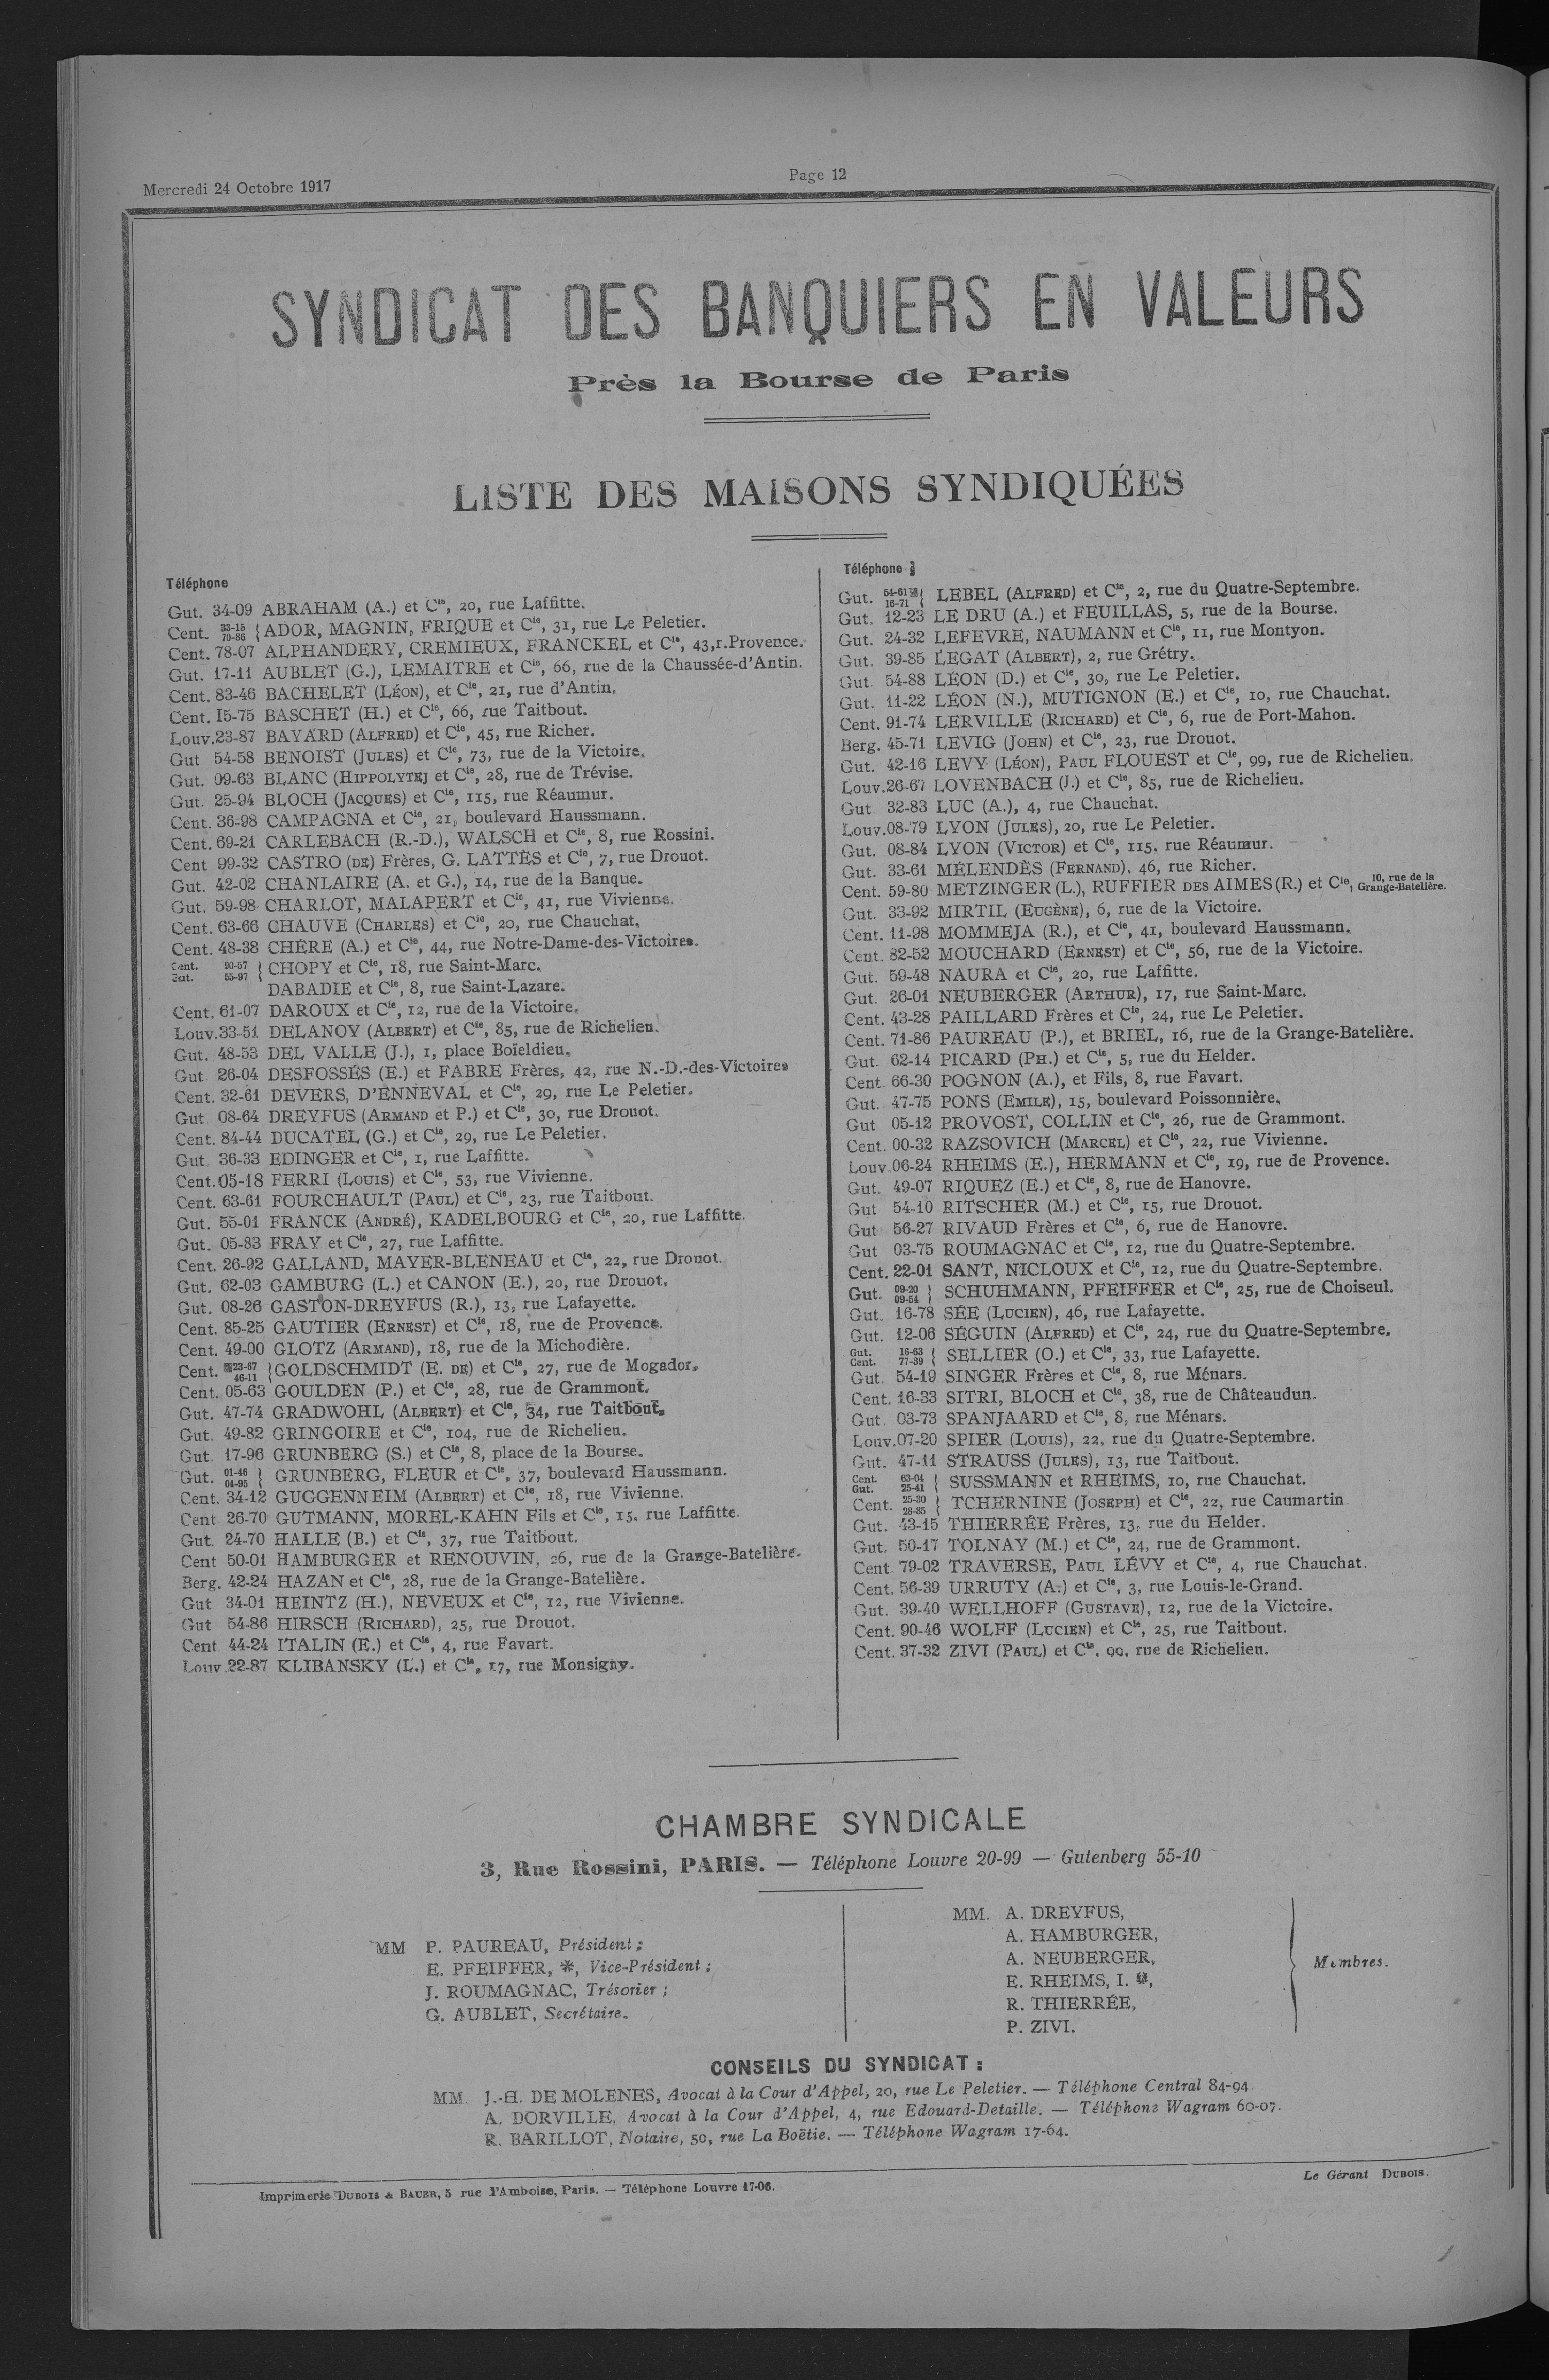 Mercredi 24 Octobre 1917
Page 12
SYNDICAT DES BANQUIERS EN VALEURS
Près la Bourse de Paris
LISTE DES MAISONS SYNDIQUÉES
Téléphone
Gut. 34-09 ABRAHAM (A.) et Cie, 20, rue Laffitte.
Cent. 33-15 70-86 { ADOR, MAGNIN, FRIQUE et Cie, 31, rue Le Peletier.
Cent. 78-07 ALPHANDERY, CREMIEUX, FRANCKEL et Cie, 43, r. Provence.
Gut. 17-11 AUBLET (G.), LEMAITRE et Cie, 66, rue de la Chaussée-d'Antin.
Cent. 83-46 BACHELET (LÉON), et Cie, 21, rue d'Antin.
Cent. 15-75 BASCHET (H.) et Cie, 66, rue Taitbout.
Louv. 23-87 BAYARD (ALFRED) et Cie, 45, rue Richer.
Gut 54-58 BENOIST (JULES) et Cie, 73, rue de la Victoire.
Gut. 09-63 BLANC (HIPPOLYTE) et Cie, 28, rue de Trévise.
Gut. 25-94 BLOCH (JACQUES) et Cie, 115, rue Réaumur.
Cent. 36-98 CAMPAGNA et Cie, 21, boulevard Haussmann.
Cent. 69-21 CARLEBACH (R.-D.), WALSCH et Cie, 8, rue Rossini.
Cent 99-32 CASTRO (DE) Frères, G. LATTÈS et Cie, 7, rue Drouot.
Gut. 42-02 CHANLAIRE (A. et G.), 14, rue de la Banque.
Gut. 59-98 CHARLOT, MALAPERT et Cie, 41, rue Vivienne.
Cent. 63-66 CHAUVE (CHARLES) et Cie, 20, rue Chauchat.
Cent. 48-38 CHÉRE (A.) et Cie, 44, rue Notre-Dame-des-Victoires.
Cent. 90-57 Gut. 55-97 { CHOPY et Cie, 18, rue Saint-Marc.
DABADIE et Cie, 8, rue Saint-Lazare.
Cent. 61-07 DAROUX et Cie, 12, rue de la Victoire.
Louv. 33-51 DELANOY (ALBERT) et Cie, 85, rue de Richelieu.
Gut. 48-53 DEL VALLE (J.), 1, place Boïeldieu.
Gut 26-04 DESFOSSÉS (E.) et FABRE Frères, 42, rue N.-D.-des-Victoires
Cent. 32-61 DEVERS, D'ENNEVAL et Cie, 29, rue Le Peletier.
Gut 08-64 DREYFUS (ARMAND et P.) et Cie, 30, rue Drouot.
Cent. 84-44 DUCATEL (G.) et Cie, 29, rue Le Peletier.
Gut. 36-33 EDINGER et Cie, 1, rue Laffitte.
Cent. 05-18 FERRI (LOUIS) et Cie, 53, rue Vivienne.
Cent. 63-61 FOURCHAULT (PAUL) et Cie, 23, rue Taitbout.
Gut. 55-01 FRANCK (ANDRÉ), KADELBOURG et Cie, 20, rue Laffitte.
Gut. 05-83 FRAY et Cie, 27, rue Laffitte.
Cent. 26-92 GALLAND, MAYER-BLENEAU et Cie, 22, rue Drouot.
Gut. 62-03 GAMBURG (L.) et CANON (E.), 20, rue Drouot.
Gut. 08-26 GASTON-DREYFUS (R.), 13, rue Lafayette.
Cent. 85-25 GAUTIER (ERNEST) et Cie, 18, rue de Provence.
Cent. 49-00 GLOTZ (ARMAND), 18, rue de la Michodière.
Cent. 23-67 46-11 { GOLDSCHMIDT (E. DE) et Cie, 27, rue de Mogador.
Cent. 05-63 GOULDEN (P.) et Cie, 28, rue de Grammont.
Gut. 47-74 GRADWOHL (ALBERT) et Cie, 34, rue Taitbout.
Gut. 49-82 GRINGOIRE et Cie, 104, rue de Richelieu.
Gut. 17-96 GRUNBERG (S.) et Cie, 8, place de la Bourse.
Gut. 01-46 04-95 { GRUNBERG, FLEUR et Cie, 37, boulevard Haussmann.
Cent. 34-12 GUGGENNEIM (ALBERT) et Cie, 18, rue Vivienne.
Cent 26-70 GUTMANN, MOREL-KAHN Fils et Cie, 15, rue Laffitte.
Gut. 24-70 HALLE (B.) et Cie, 37, rue Taitbout.
Cent 50-01 HAMBURGER et RENOUVIN, 26, rue de la Grange-Batelière.
Berg. 42-24 HAZAN et Cie, 28, rue de la Grange-Batelière.
Gut 34-01 HEINTZ (H.), NEVEUX et Cie, 12, rue Vivienne.
Gut 54-86 HIRSCH (RICHARD), 25, rue Drouot.
Cent 44-24 ITALIN (E.) et Cie, 4, rue Favart.
Louv. 22-87 KLIBANSKY (L.) et Cie, 17, rue Monsigny.
Téléphone
Gut. 54-61 16-71 { LEBEL (ALFRED) et Cie, 2, rue du Quatre-Septembre.
Gut. 12-23 LE DRU (A.) et FEUILLAS, 5, rue de la Bourse.
Gut. 24-32 LEFEVRE, NAUMANN et Cie, 11, rue Montyon.
Gut. 39-85 LEGAT (ALBERT), 2, rue Grétry.
Gut. 54-88 LÉON (D.) et Cie, 30, rue Le Peletier.
Gut. 11-22 LÉON (N.), MUTIGNON (E.) et Cie, 10, rue Chauchat.
Cent. 91-74 LERVILLE (RICHARD) et Cie, 6, rue de Port-Mahon.
Berg. 45-71 LEVIG (JOHN) et Cie, 23, rue Drouot.
Gut. 42-16 LEVY (LÉON), PAUL FLOUEST et Cie, 99, rue de Richelieu.
Louv. 26-67 LOVENBACH (J.) et Cie, 85, rue de Richelieu.
Gut 32-83 LUC (A.), 4, rue Chauchat.
Louv. 08-79 LYON (JULES), 20, rue Le Peletier.
Gut. 08-84 LYON (VICTOR) et Cie, 115, rue Réaumur.
Gut. 33-61 MÉLENDÈS (FERNAND), 46, rue Richer.
Cent. 59-80 METZINGER (L.), RUFFIER DES AIMES (R.) et Cie, 10, rue de la Grange-Batelière.
Gut. 33-92 MIRTIL (EUGÈNE), 6, rue de la Victoire.
Cent. 11-98 MOMMEJA (R.), et Cie, 41, boulevard Haussmann.
Cent. 82-52 MOUCHARD (ERNEST) et Cie, 56, rue de la Victoire.
Gut. 59-48 NAURA et Cie, 20, rue Laffitte.
Gut. 26-01 NEUBERGER (ARTHUR), 17, rue Saint-Marc.
Cent. 43-28 PAILLARD Frères et Cie, 24, rue Le Peletier.
Cent. 71-86 PAUREAU (P.), et BRIEL, 16, rue de la Grange-Batelière.
Gut. 62-14 PICARD (PH.) et Cie, 5, rue du Helder.
Cent. 66-30 POGNON (A.), et Fils, 8, rue Favart.
Gut. 47-75 PONS (EMILE), 15, boulevard Poissonnière.
Gut 05-12 PROVOST, COLLIN et Cie, 26, rue de Grammont.
Cent. 00-32 RAZSOVICH (MARCEL) et Cie, 22, rue Vivienne.
Louv. 06-24 RHEIMS (E.), HERMANN et Cie, 19, rue de Provence.
Gut. 49-07 RIQUEZ (E.) et Cie, 8, rue de Hanovre.
Gut 54-10 RITSCHER (M.) et Cie, 15, rue Drouot.
Gut 56-27 RIVAUD Frères et Cie, 6, rue de Hanovre.
Gut 03-75 ROUMAGNAC et Cie, 12, rue du Quatre-Septembre.
Cent. 22-01 SANT, NICLOUX et Cie, 12, rue du Quatre-Septembre.
Gut. 09-20 09-54 } SCHUHMANN, PFEIFFER et Cie, 25, rue de Choiseul.
Gut. 16-78 SÉE (LUCIEN), 46, rue Lafayette.
Gut. 12-06 SÉGUIN (ALFRED) et Cie, 24, rue du Quatre-Septembre.
Gut. 16-63 Cent. 77-39 { SELLIER (O.) et Cie, 33, rue Lafayette.
Gut. 54-19 SINGER Frères et Cie, 8, rue Ménars.
Cent. 16-33 SITRI, BLOCH et Cie, 38, rue de Châteaudun.
Gut 03-73 SPANJAARD et Cie, 8, rue Ménars.
Louv. 07-20 SPIER (LOUIS), 22, rue du Quatre-Septembre.
Gut. 47-11 STRAUSS (JULES), 13, rue Taitbout.
Cent. 63-04 Gut. 25-41 { SUSSMANN et RHEIMS, 10, rue Chauchat.
Cent. 25-30 28-85 } TCHERNINE (JOSEPH) et Cie, 22, rue Caumartin
Gut. 43-15 THIERRÉE Frères, 13, rue du Helder.
Gut. 50-17 TOLNAY (M.) et Cie, 24, rue de Grammont.
Cent 79-02 TRAVERSE, PAUL LÉVY et Cie, 4, rue Chauchat.
Cent. 56-39 URRUTY (A.) et Cie, 3, rue Louis-le-Grand.
Gut. 39-40 WELLHOFF (GUSTAVE), 12, rue de la Victoire.
Cent. 90-46 WOLFF (LUCIEN) et Cie, 25, rue Taitbout.
Cent. 37-32 ZIVI (PAUL) et Cie, 99, rue de Richelieu.
CHAMBRE SYNDICALE
3, Rue Rossini, PARIS. — Téléphone Louvre 20-99 — Gutenberg 55-10
MM P. PAUREAU, Président ;
E. PFEIFFER, ✻, Vice-Président ;
J. ROUMAGNAC, Trésorier ;
G. AUBLET, Secrétaire.
MM. A. DREYFUS,
A. HAMBURGER,
A. NEUBERGER,
E. RHEIMS, I.
R. THIERRÉE,
P. ZIVI.
Membres.
CONSEILS DU SYNDICAT :
MM. J.-H. DE MOLENES, Avocat à la Cour d'Appel, 20, rue Le Peletier. — Téléphone Central 84-94.
A. DORVILLE, Avocat à la Cour d'Appel, 4, rue Edouard-Detaille. — Téléphone Wagram 60-07.
R. BARILLOT, Notaire, 50, rue La Boëtie. — Téléphone Wagram 17-64.
Le Gérant DUBOIS.
Imprimerie DUBOIS & BAUER, 5 rue d'Amboise, Paris. — Téléphone Louvre 17-06.